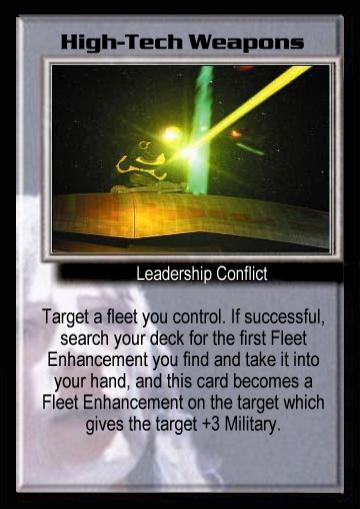 High-Tech Weapons
Leadership Conflict
Target a fleet you control. If successful,
search your deck for the first Fleet
Enhancement you find and take it into
your hand, and this card becomes a
Fleet Enhancement on the target which
gives the target +3 Military.